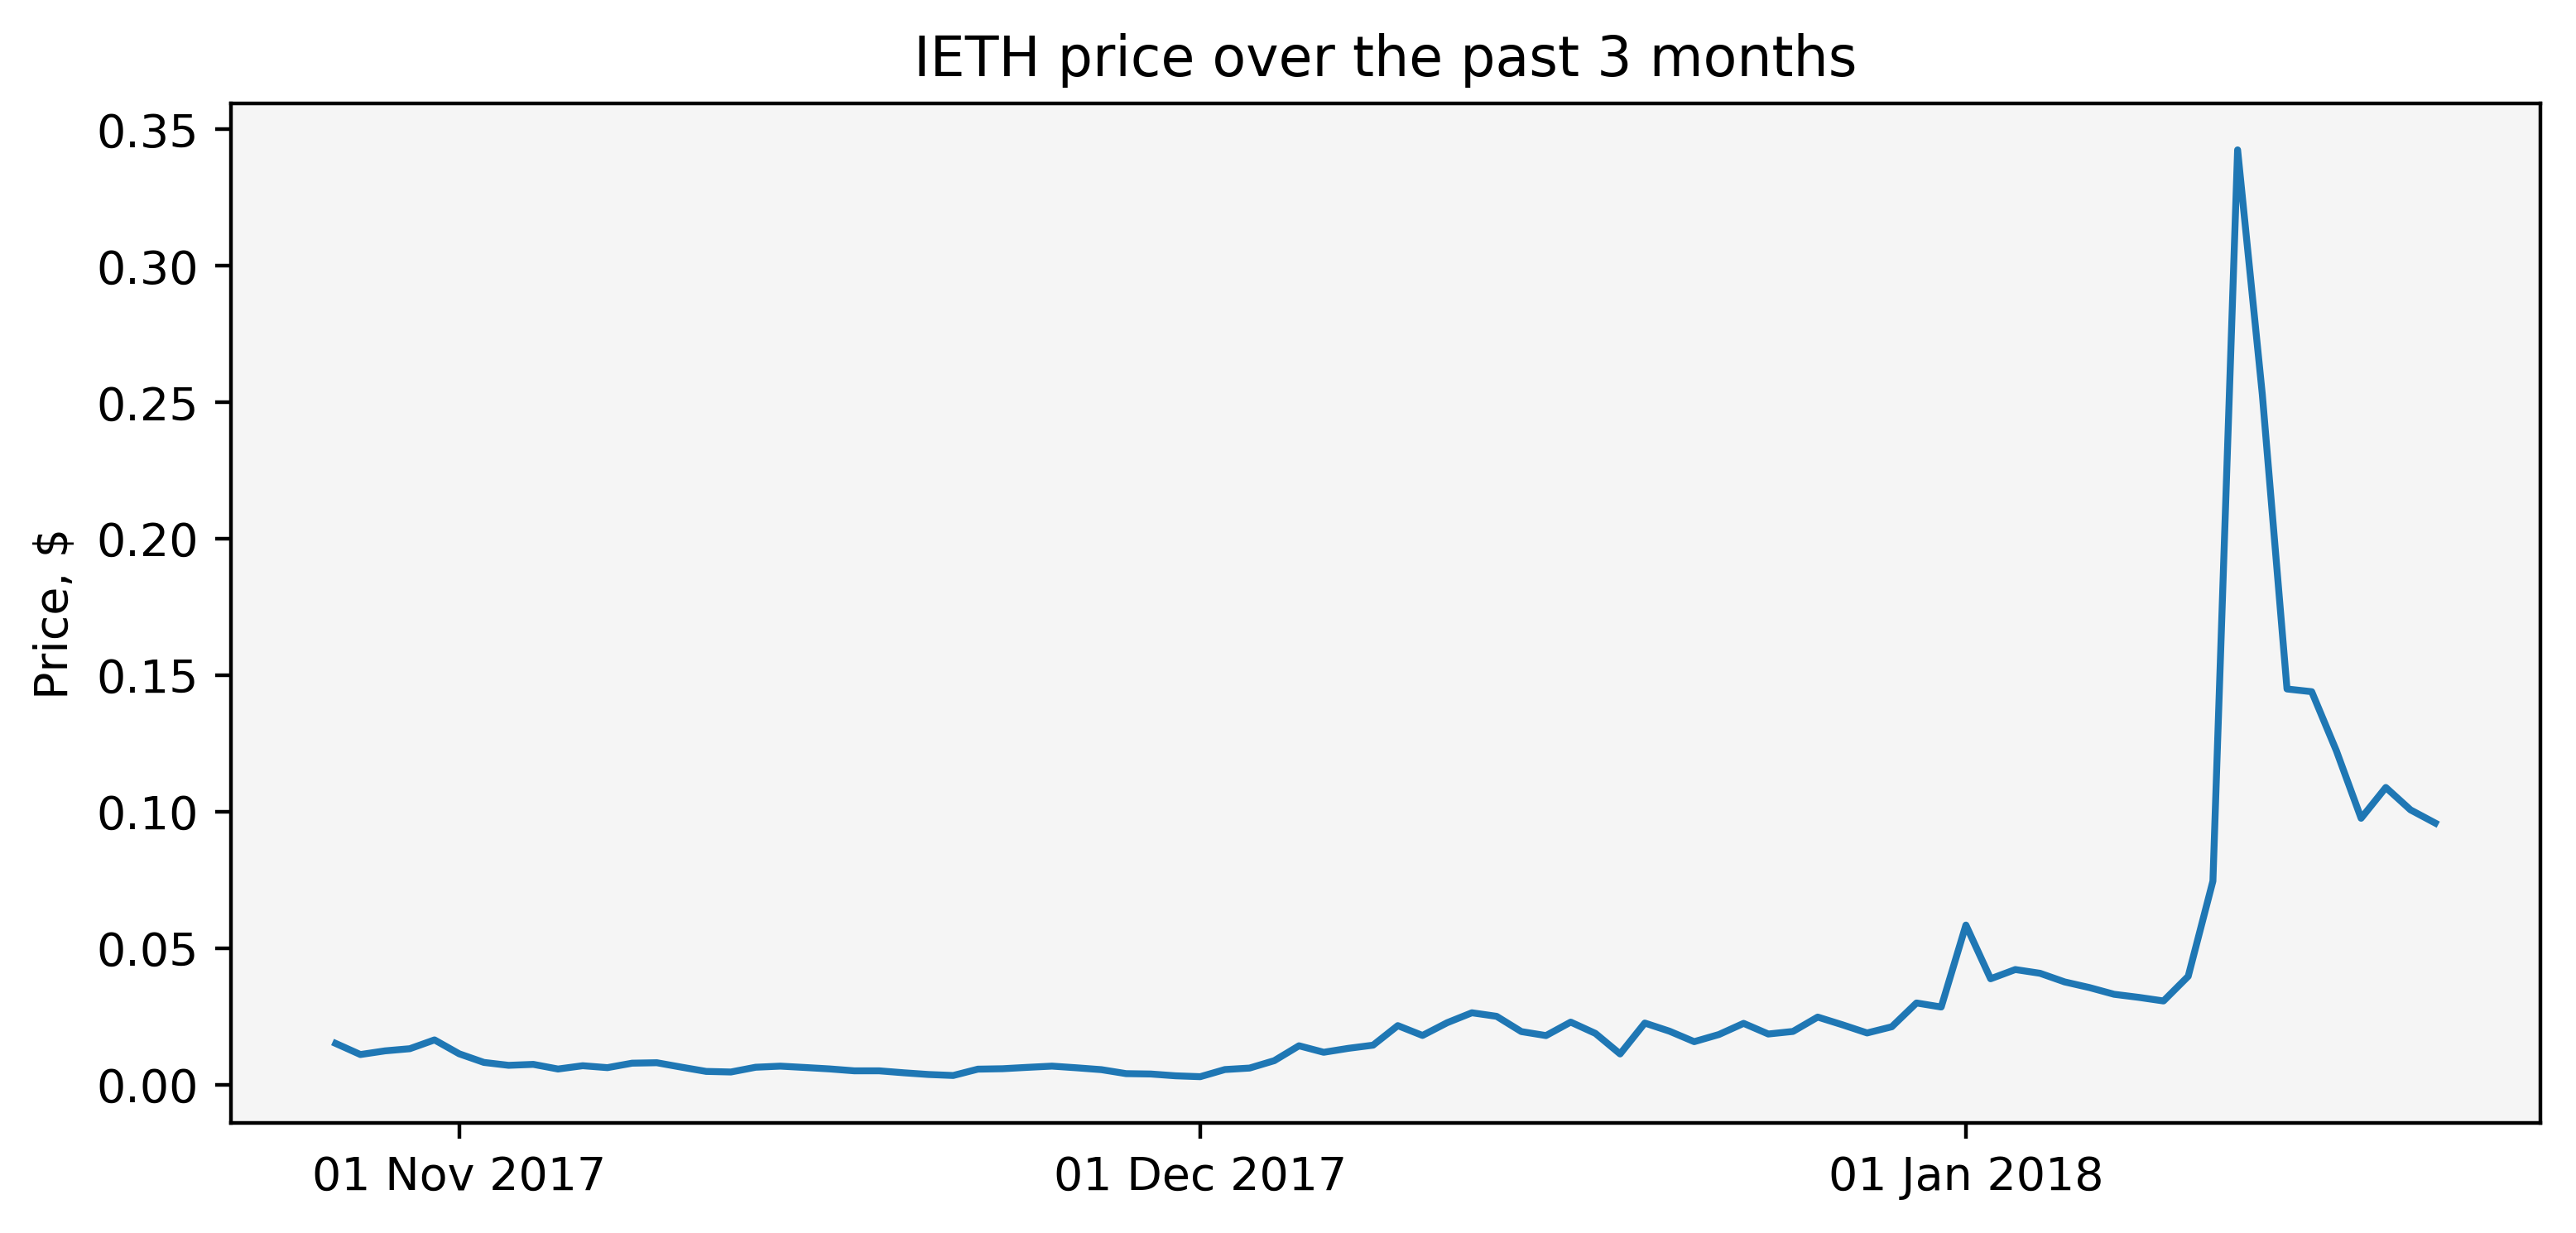 IETH price over the past 3 months
Price, $
0.35
0.30
0.25
0.20
0.15
0.10
0.05
0.00
01 Nov 2017
01 Dec 2017
01 Jan 2018